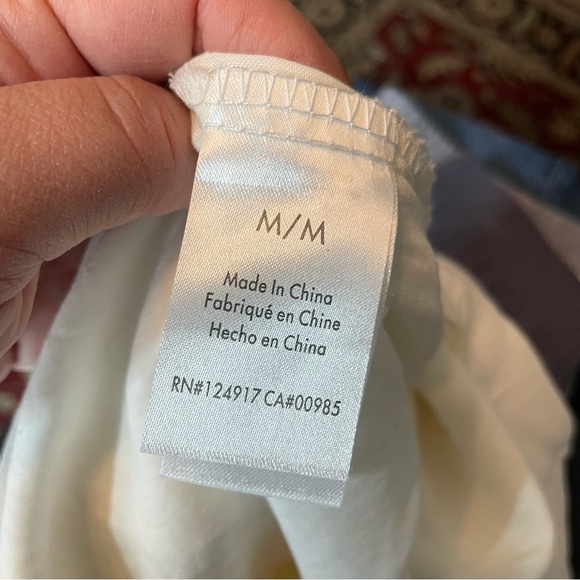 M/M
Made In China
Fabriqué en Chine
Hecho en China
RN#124917 CA#00985